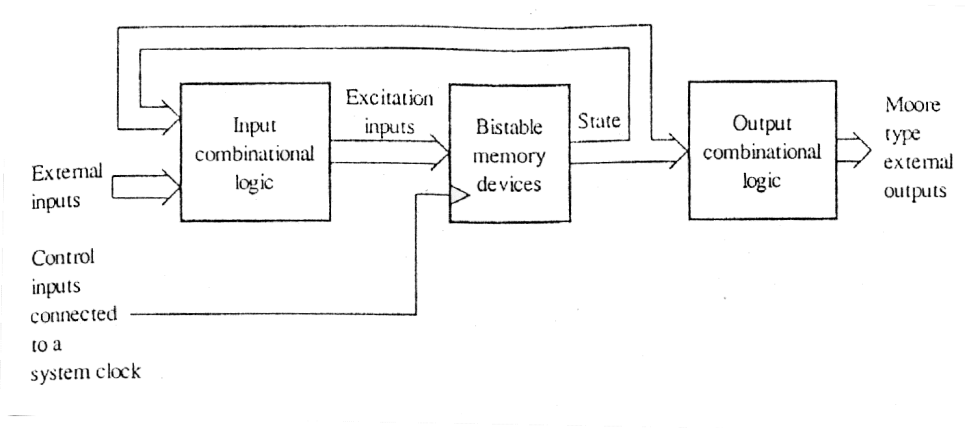 Input
combinational
logic
Excitation
inputs
Bistable
memory
devices
State
Output
combinational
logic
Moore
type
external
outputs
External
inputs
Control
inputs
connected
to a
system clock